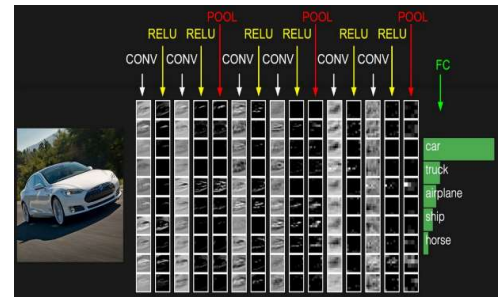 POOL POOL POOL
RELU RELU RELU RELU RELU RELU
CONV CONV CONV CONV CONV CONV
FC
car
truck
airplane
ship
horse